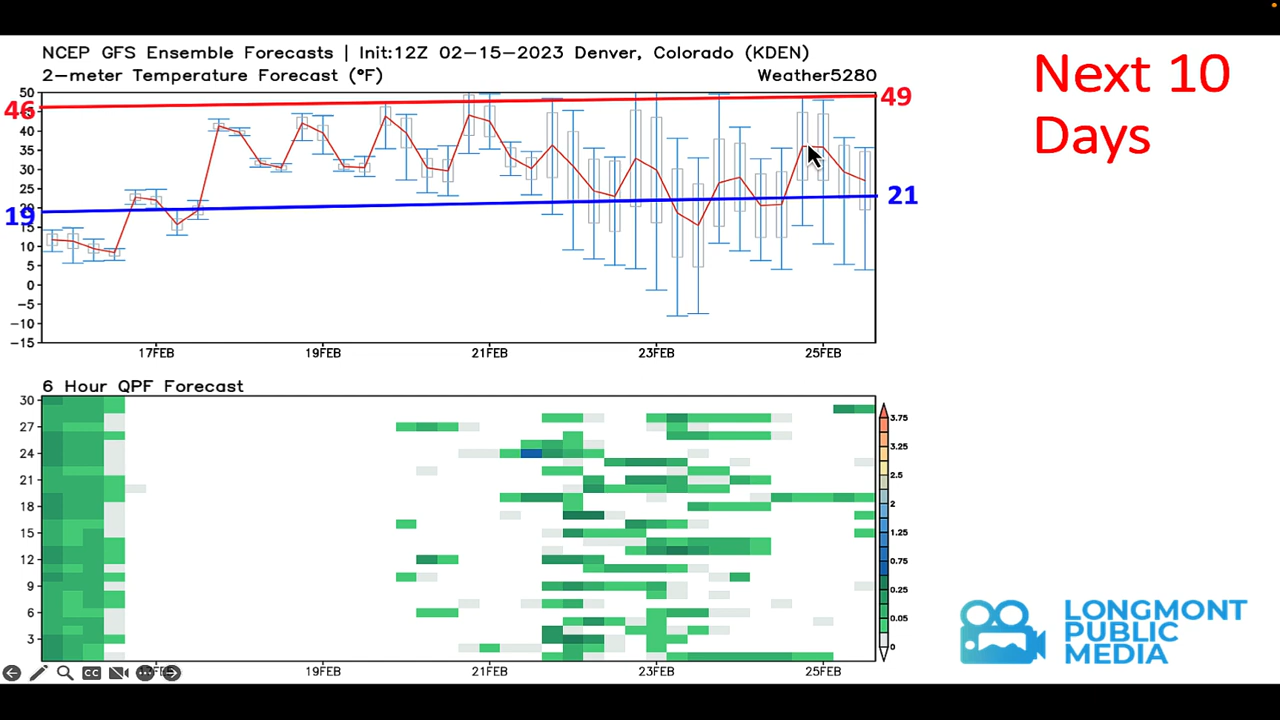 NCEP GFS Ensemble Forecasts | Init:12Z 02-15-2023 Denver, Colorado (KDEN)
2-meter Temperature Forecast (°F)
Weather5280
Next 10
Days
50
46
49
40
35
30
25
21
19
15
10
5
0
-5
-10
-15
17FEB
19FEB
21FEB
23FEB
25FEB
6 Hour QPF Forecast
30
27
24
21
18
15
12
9
6
3
3.75
3.25
2.5
2
1.25
0.75
0.25
0.05
0
CC
19FEB
21FEB
23FEB
25FEB
LONGMONT
PUBLIC
MEDIA